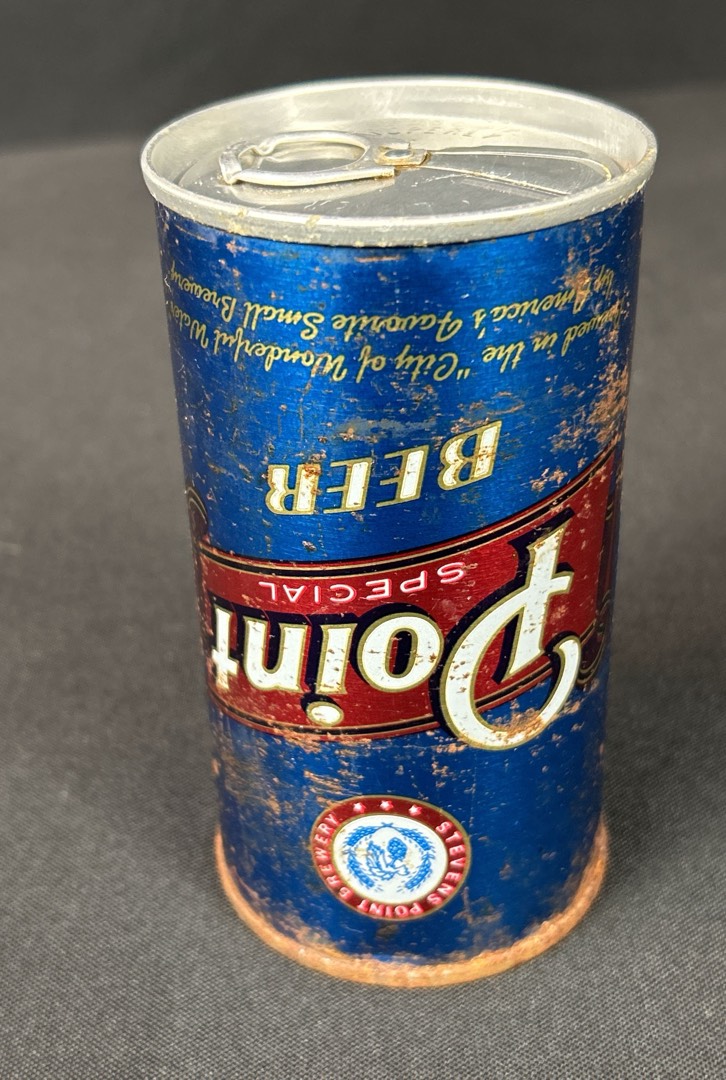 STEVENS POINT BREWERY
Point
SPECIAL
BEER
Brewed in the "City of Wonderful Water"
by America's Favorite Small Brewery